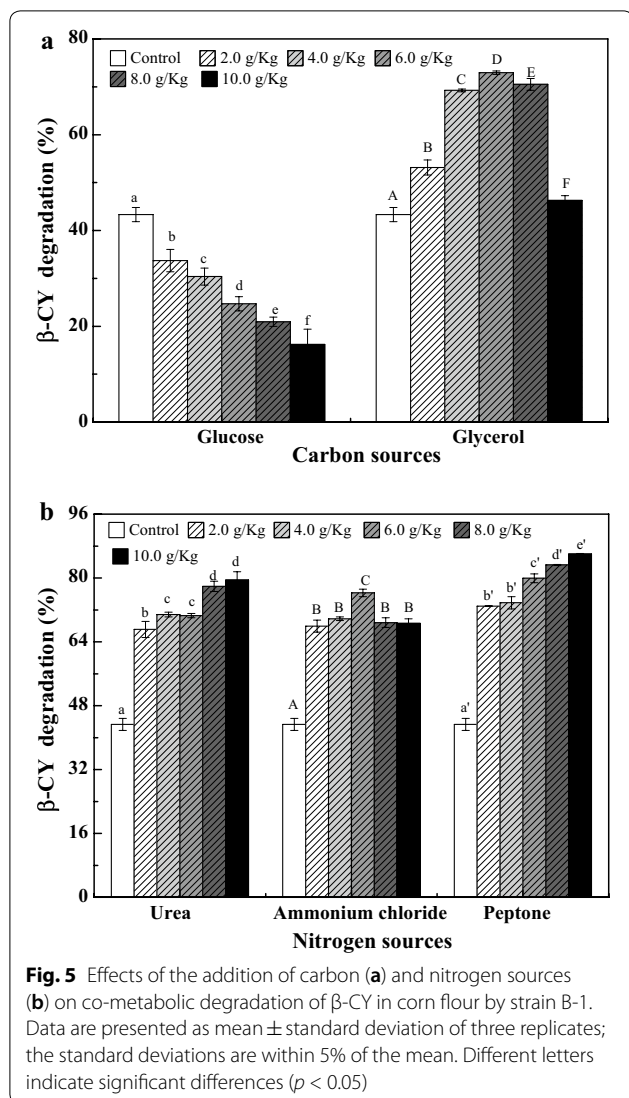 a
80
Control 2.0 g/Kg 4.0 g/Kg 6.0 g/Kg
8.0 g/Kg 10.0 g/Kg
60
40
20
0
β-CY degradation (%)
a b c d e f
A B C D E F
Glucose Glycerol
Carbon sources
b
96
Control 2.0 g/Kg 4.0 g/Kg 6.0 g/Kg 8.0 g/Kg
10.0 g/Kg
80
64
48
32
16
0
β-CY degradation (%)
a b c c d d
A B B C B B
a' b' b' c' d' e'
Urea Ammonium chloride Peptone
Nitrogen sources
Fig. 5 Effects of the addition of carbon (a) and nitrogen sources
(b) on co-metabolic degradation of β-CY in corn flour by strain B-1.
Data are presented as mean ± standard deviation of three replicates;
the standard deviations are within 5% of the mean. Different letters
indicate significant differences (p < 0.05)